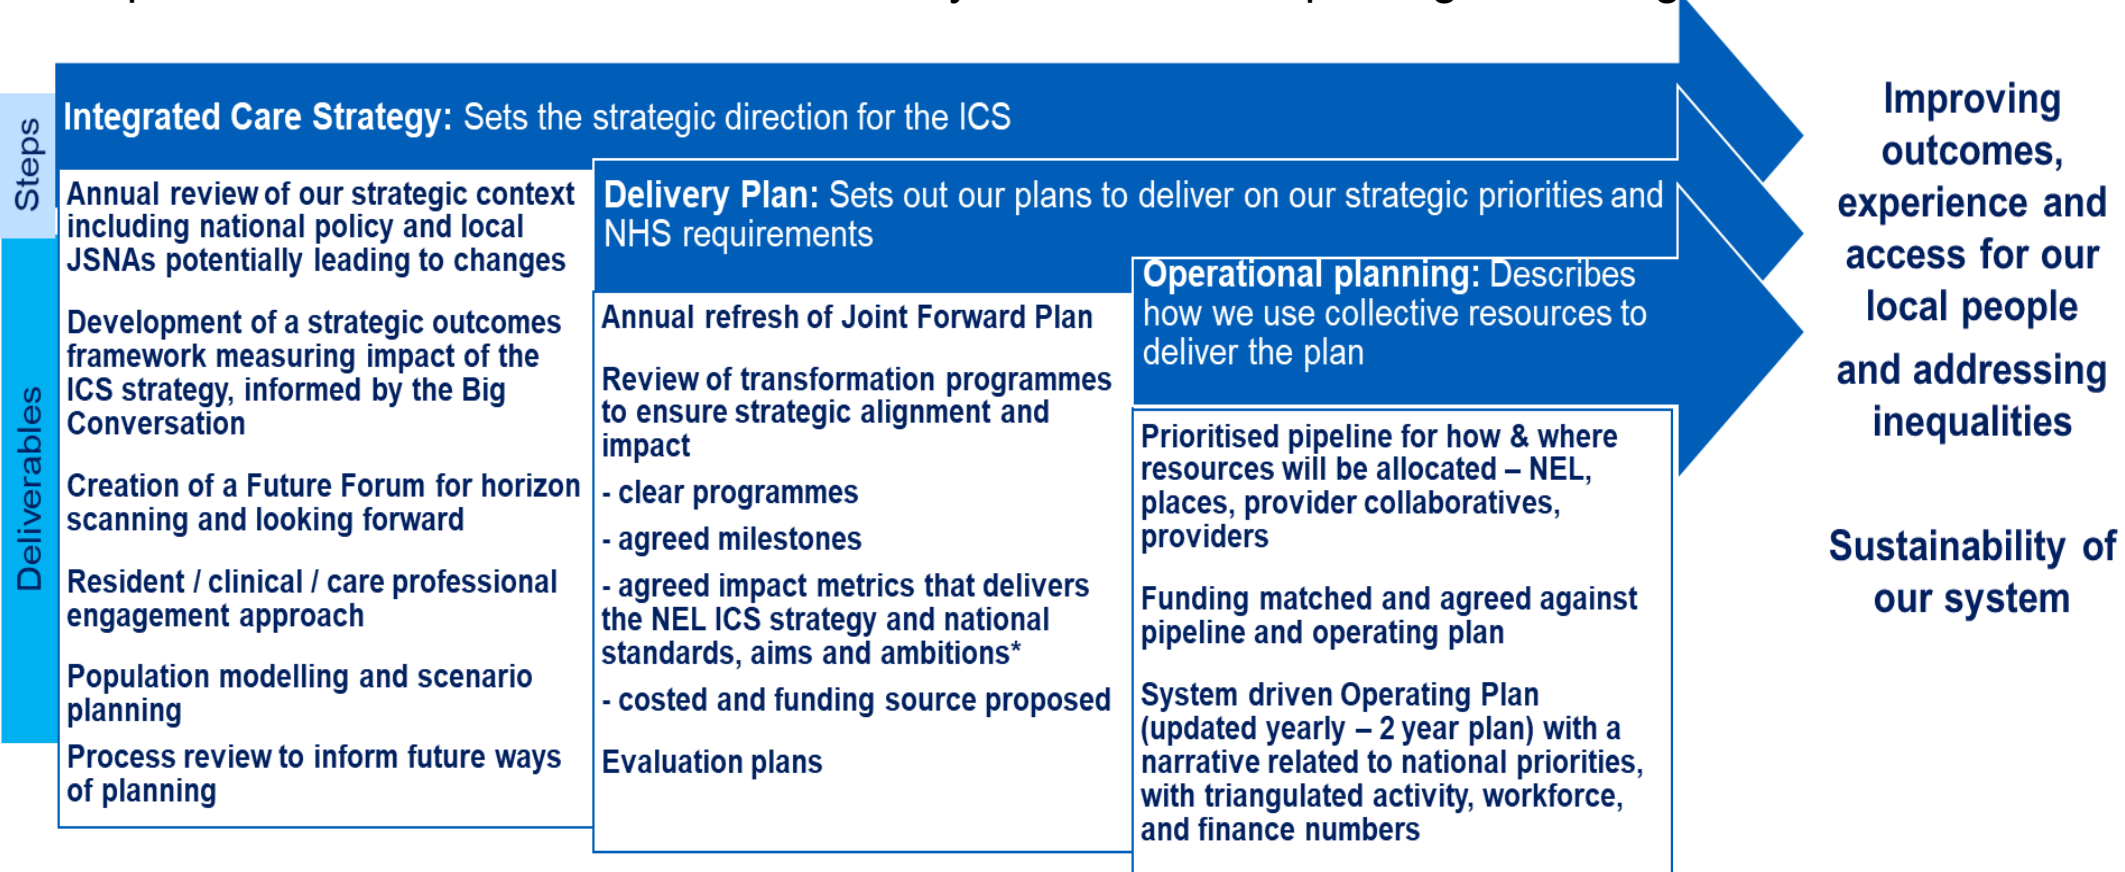 Steps
Deliverables
Integrated Care Strategy: Sets the strategic direction for the ICS
Annual review of our strategic context
including national policy and local
JSNAs potentially leading to changes
Development of a strategic outcomes
framework measuring impact of the
ICS strategy, informed by the Big
Conversation
Creation of a Future Forum for horizon
scanning and looking forward
Resident / clinical / care professional
engagement approach
Population modelling and scenario
planning
Process review to inform future ways
of planning
Delivery Plan: Sets out our plans to deliver on our strategic priorities and
NHS requirements
Annual refresh of Joint Forward Plan
Review of transformation programmes
to ensure strategic alignment and
impact
- clear programmes
- agreed milestones
- agreed impact metrics that delivers
the NEL ICS strategy and national
standards, aims and ambitions*
- costed and funding source proposed
Evaluation plans
Operational planning: Describes
how we use collective resources to
deliver the plan
Prioritised pipeline for how & where
resources will be allocated – NEL,
places, provider collaboratives,
providers
Funding matched and agreed against
pipeline and operating plan
System driven Operating Plan
(updated yearly – 2 year plan) with a
narrative related to national priorities,
with triangulated activity, workforce,
and finance numbers
Improving
outcomes,
experience and
access for our
local people
and addressing
inequalities
Sustainability of
our system